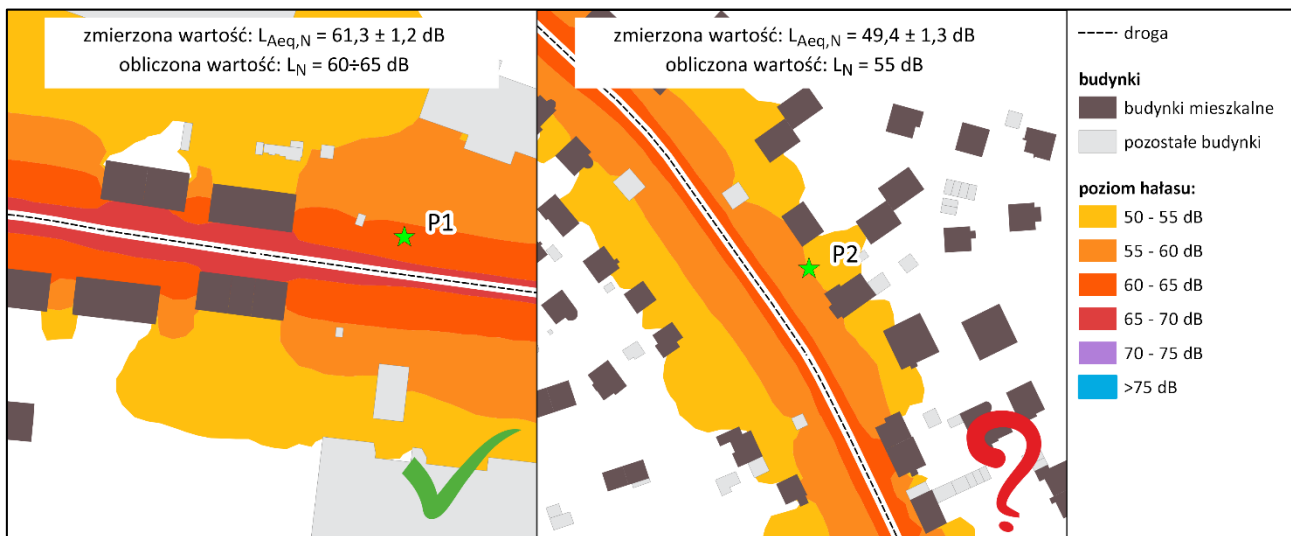 zmierzona wartość: LAeq,N = 61,3 ± 1,2 dB
obliczona wartość: LN = 60÷65 dB
P1
zmierzona wartość: LAeq,N = 49,4 ± 1,3 dB
obliczona wartość: LN = 55 dB
P2
?
droga
budynki
budynki mieszkalne
pozostałe budynki
poziom hałasu:
50 - 55 dB
55 - 60 dB
60 - 65 dB
65 - 70 dB
70 - 75 dB
>75 dB